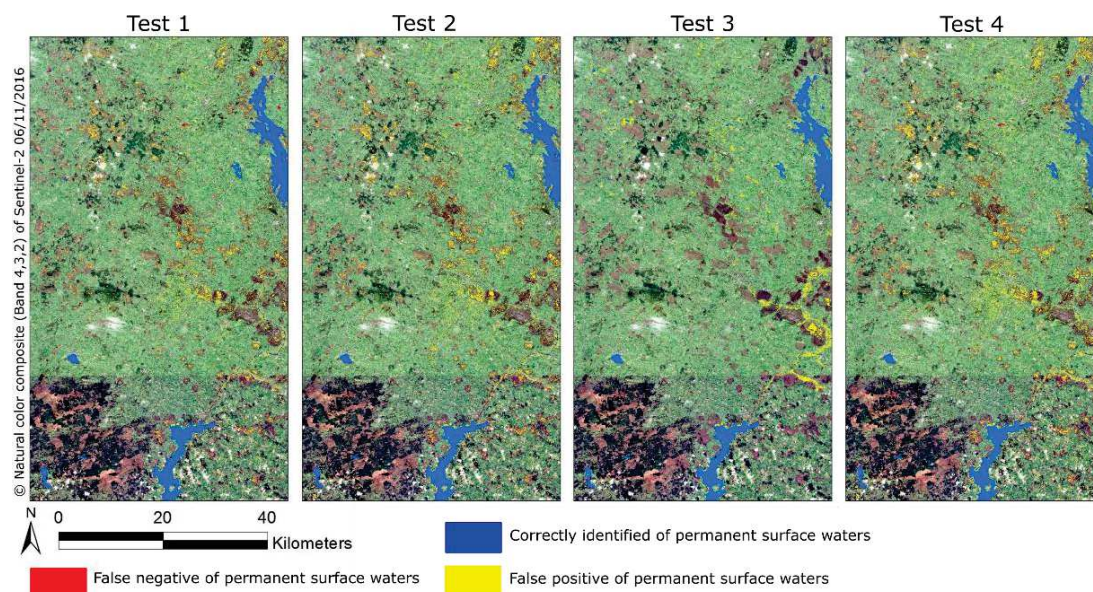 Test 1 Test 2 Test 3 Test 4
© Natural color composite (Band 4,3,2) of Sentinel-2 06/11/2016
N
0 20 40
Kilometers
Correctly identified of permanent surface waters
False negative of permanent surface waters
False positive of permanent surface waters